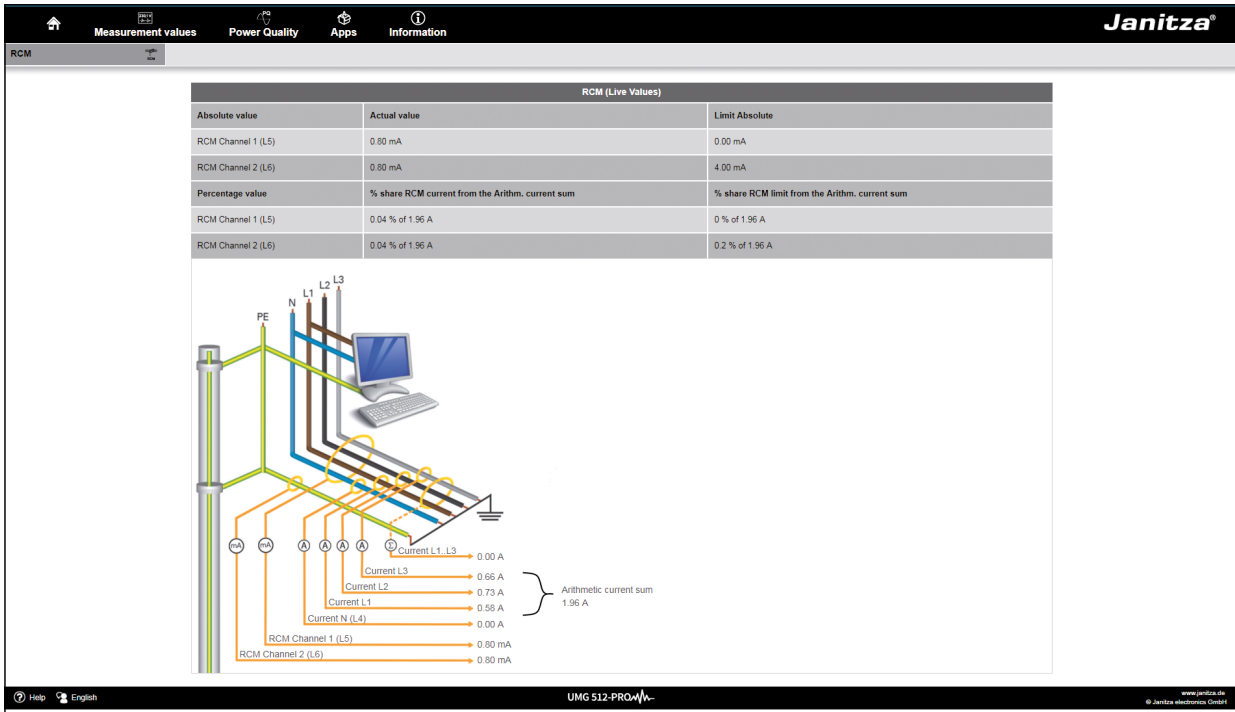 Measurement values
Power Quality
Apps
Information
Janitza®
RCM
RCM (Live Values)
Absolute value Actual value Limit Absolute
RCM Channel 1 (L5) 0.80 mA 0.00 mA
RCM Channel 2 (L6) 0.80 mA 4.00 mA
Percentage value % share RCM current from the Arithm. current sum % share RCM limit from the Arithm. current sum
RCM Channel 1 (L5) 0.04 % of 1.96 A 0 % of 1.96 A
RCM Channel 2 (L6) 0.04 % of 1.96 A 0.2 % of 1.96 A
PE N L1 L2 L3
mA mA A A A A Σ
Current L1..L3 0.00 A
Current L3 0.66 A
Current L2 0.73 A
Current L1 0.58 A
Arithmetic current sum
1.96 A
Current N (L4) 0.00 A
RCM Channel 1 (L5) 0.80 mA
RCM Channel 2 (L6) 0.80 mA
? Help English
UMG 512-PRO
www.janitza.de
© Janitza electronics GmbH